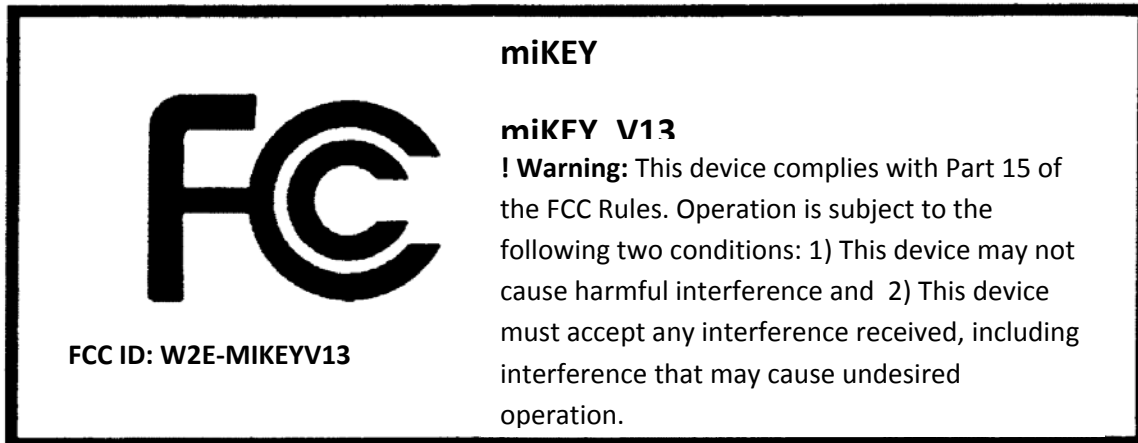 miKEY
miKEY V13
! Warning: This device complies with Part 15 of
the FCC Rules. Operation is subject to the
following two conditions: 1) This device may not
cause harmful interference and 2) This device
must accept any interference received, including
interference that may cause undesired
operation.
FC
FCC ID: W2E-MIKEYV13